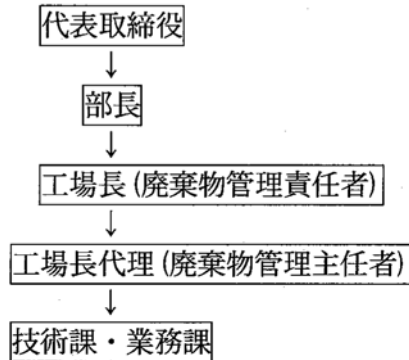 代表取締役
↓
部長
↓
工場長(廃棄物管理責任者)
↓
工場長代理(廃棄物管理主任者)
↓
技術課・業務課